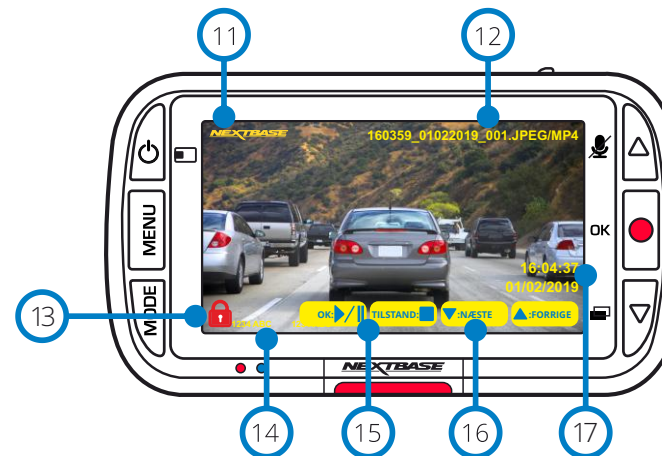 11
12
NEXTBASE
160359_01022019_001.JPEG/MP4
MENU
OK
16:04:37
01/02/2019
13
MODE
OK:
TILSTAND:
:NÆSTE
:FORRIGE
NEXTBASE
14
15
16
17